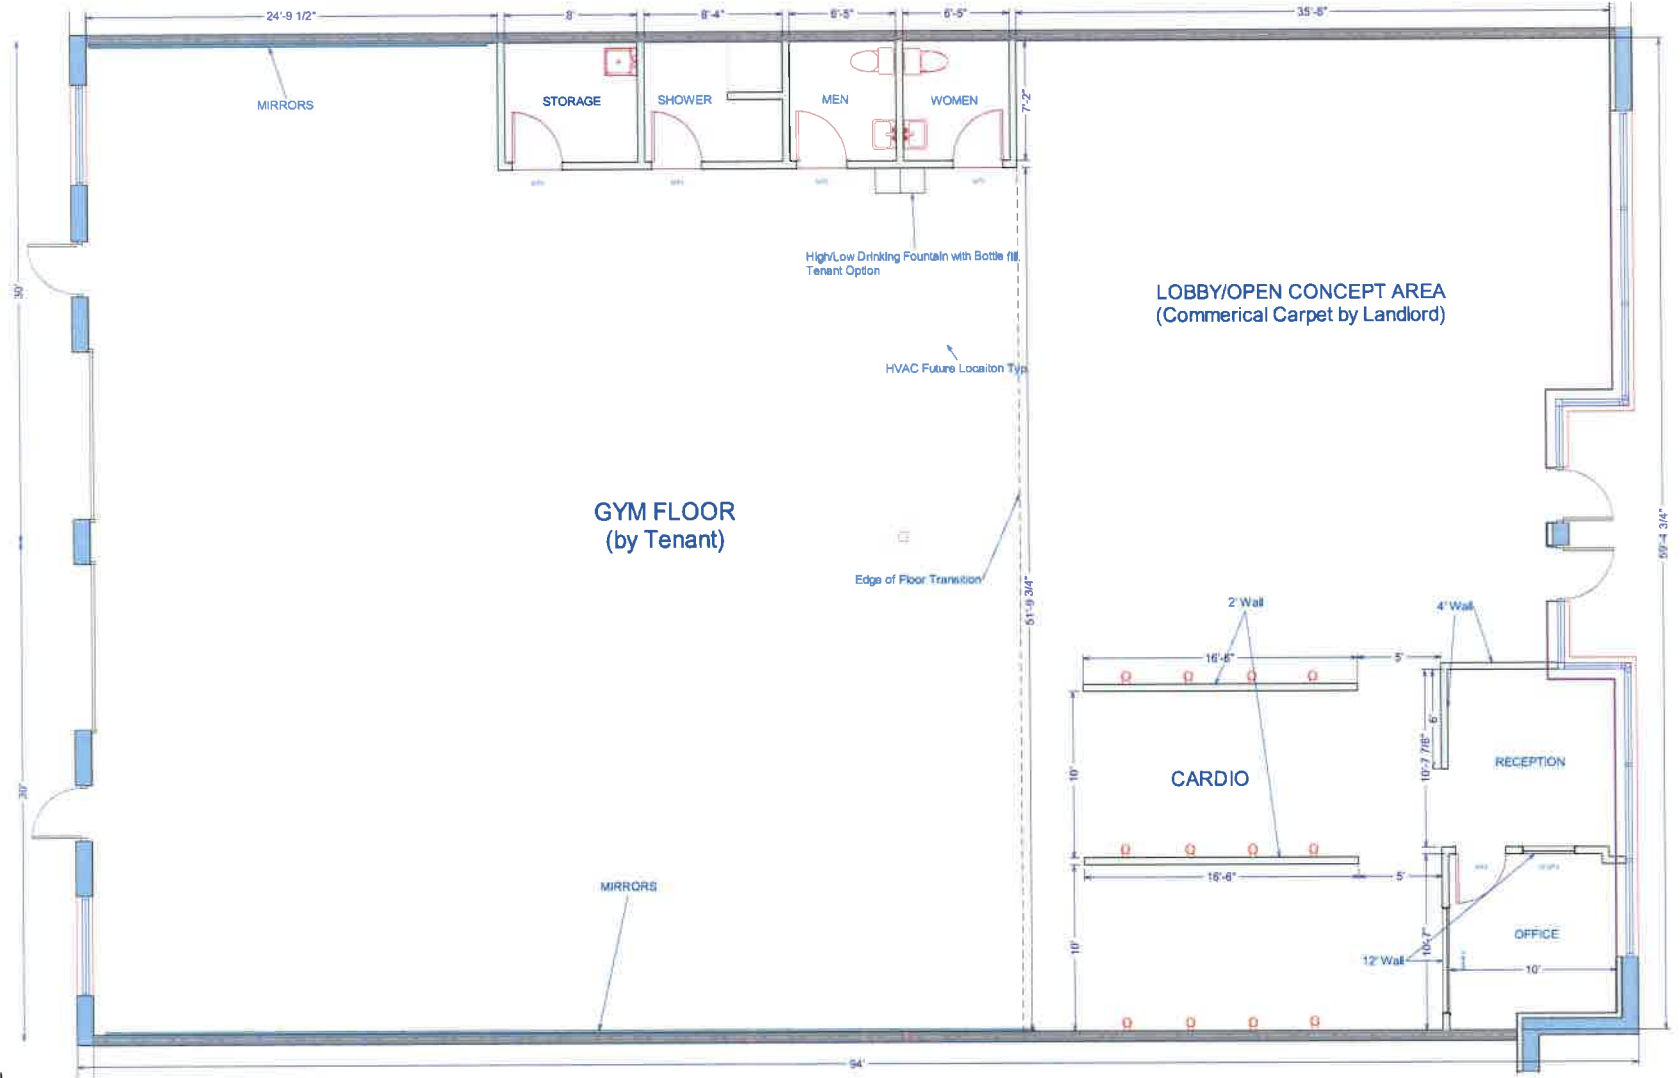 24'-9 1/2"
8'
8'-4"
6'-5"
6'-5"
35'-8"
MIRRORS
STORAGE
SHOWER
MEN
WOMEN
7'-2"
High/Low Drinking Fountain with Bottle fill.
Tenant Option
LOBBY/OPEN CONCEPT AREA
(Commerical Carpet by Landlord)
30'
HVAC Future Locaiton Typ
GYM FLOOR
(by Tenant)
59'-4 3/4"
Edge of Floor Transition
51'-9 3/4"
2' Wall
4' Wall
16'-6"
5'
6'
10'-7 7/8"
RECEPTION
10'
CARDIO
30'
16'-6"
5'
MIRRORS
10'
10'-7"
OFFICE
12' Wall
10'
94'